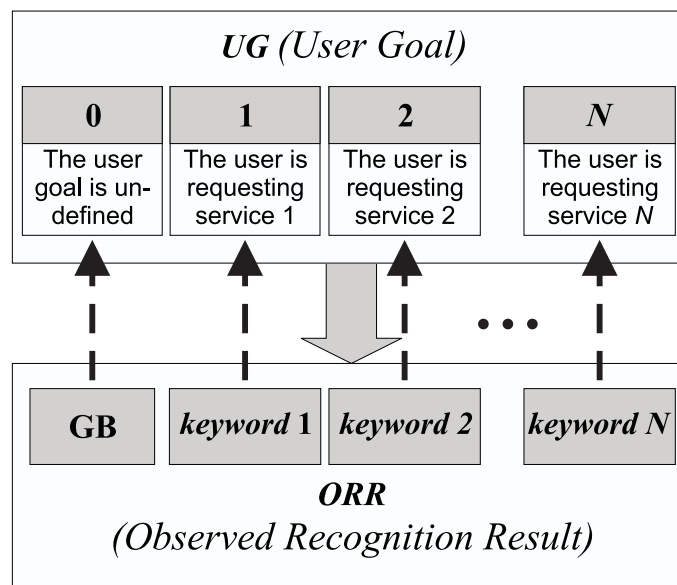 UG (User Goal)
0
1
2
N
The user
goal is un-
defined
The user is
requesting
service 1
The user is
requesting
service 2
The user is
requesting
service N
...
GB
keyword 1
keyword 2
keyword N
ORR
(Observed Recognition Result)